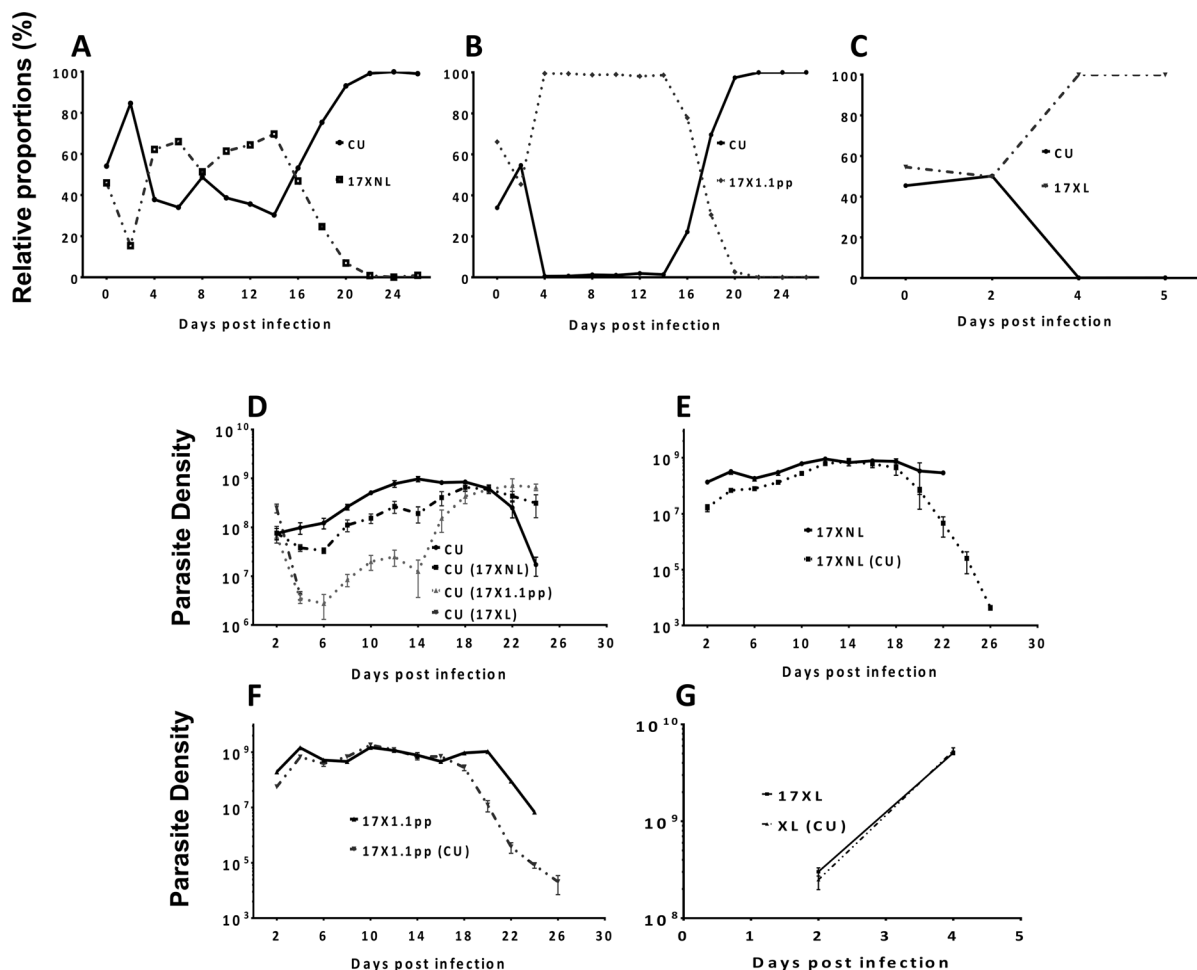 A
B
C
Relative proportions (%)
100
80
60
40
20
0
CU
17XNL
0 4 8 12 16 20 24
Days post infection
100
80
60
40
20
0
CU
17X1.1pp
0 4 8 12 16 20 24
Days post infection
100
80
60
40
20
0
CU
17XL
0 2 4 5
Days post infection
D
Parasite Density
10^10
10^9
10^8
10^7
10^6
CU
CU (17XNL)
CU (17X1.1pp)
CU (17XL)
2 6 10 14 18 22 26 30
Days post infection
E
10^9
10^7
10^5
10^3
17XNL
17XNL (CU)
2 6 10 14 18 22 26 30
Days post infection
F
Parasite Density
10^9
10^7
10^5
10^3
17X1.1pp
17X1.1pp (CU)
2 6 10 14 18 22 26 30
Days post infection
G
10^10
10^9
10^8
17XL
XL (CU)
0 1 2 3 4 5
Days post infection